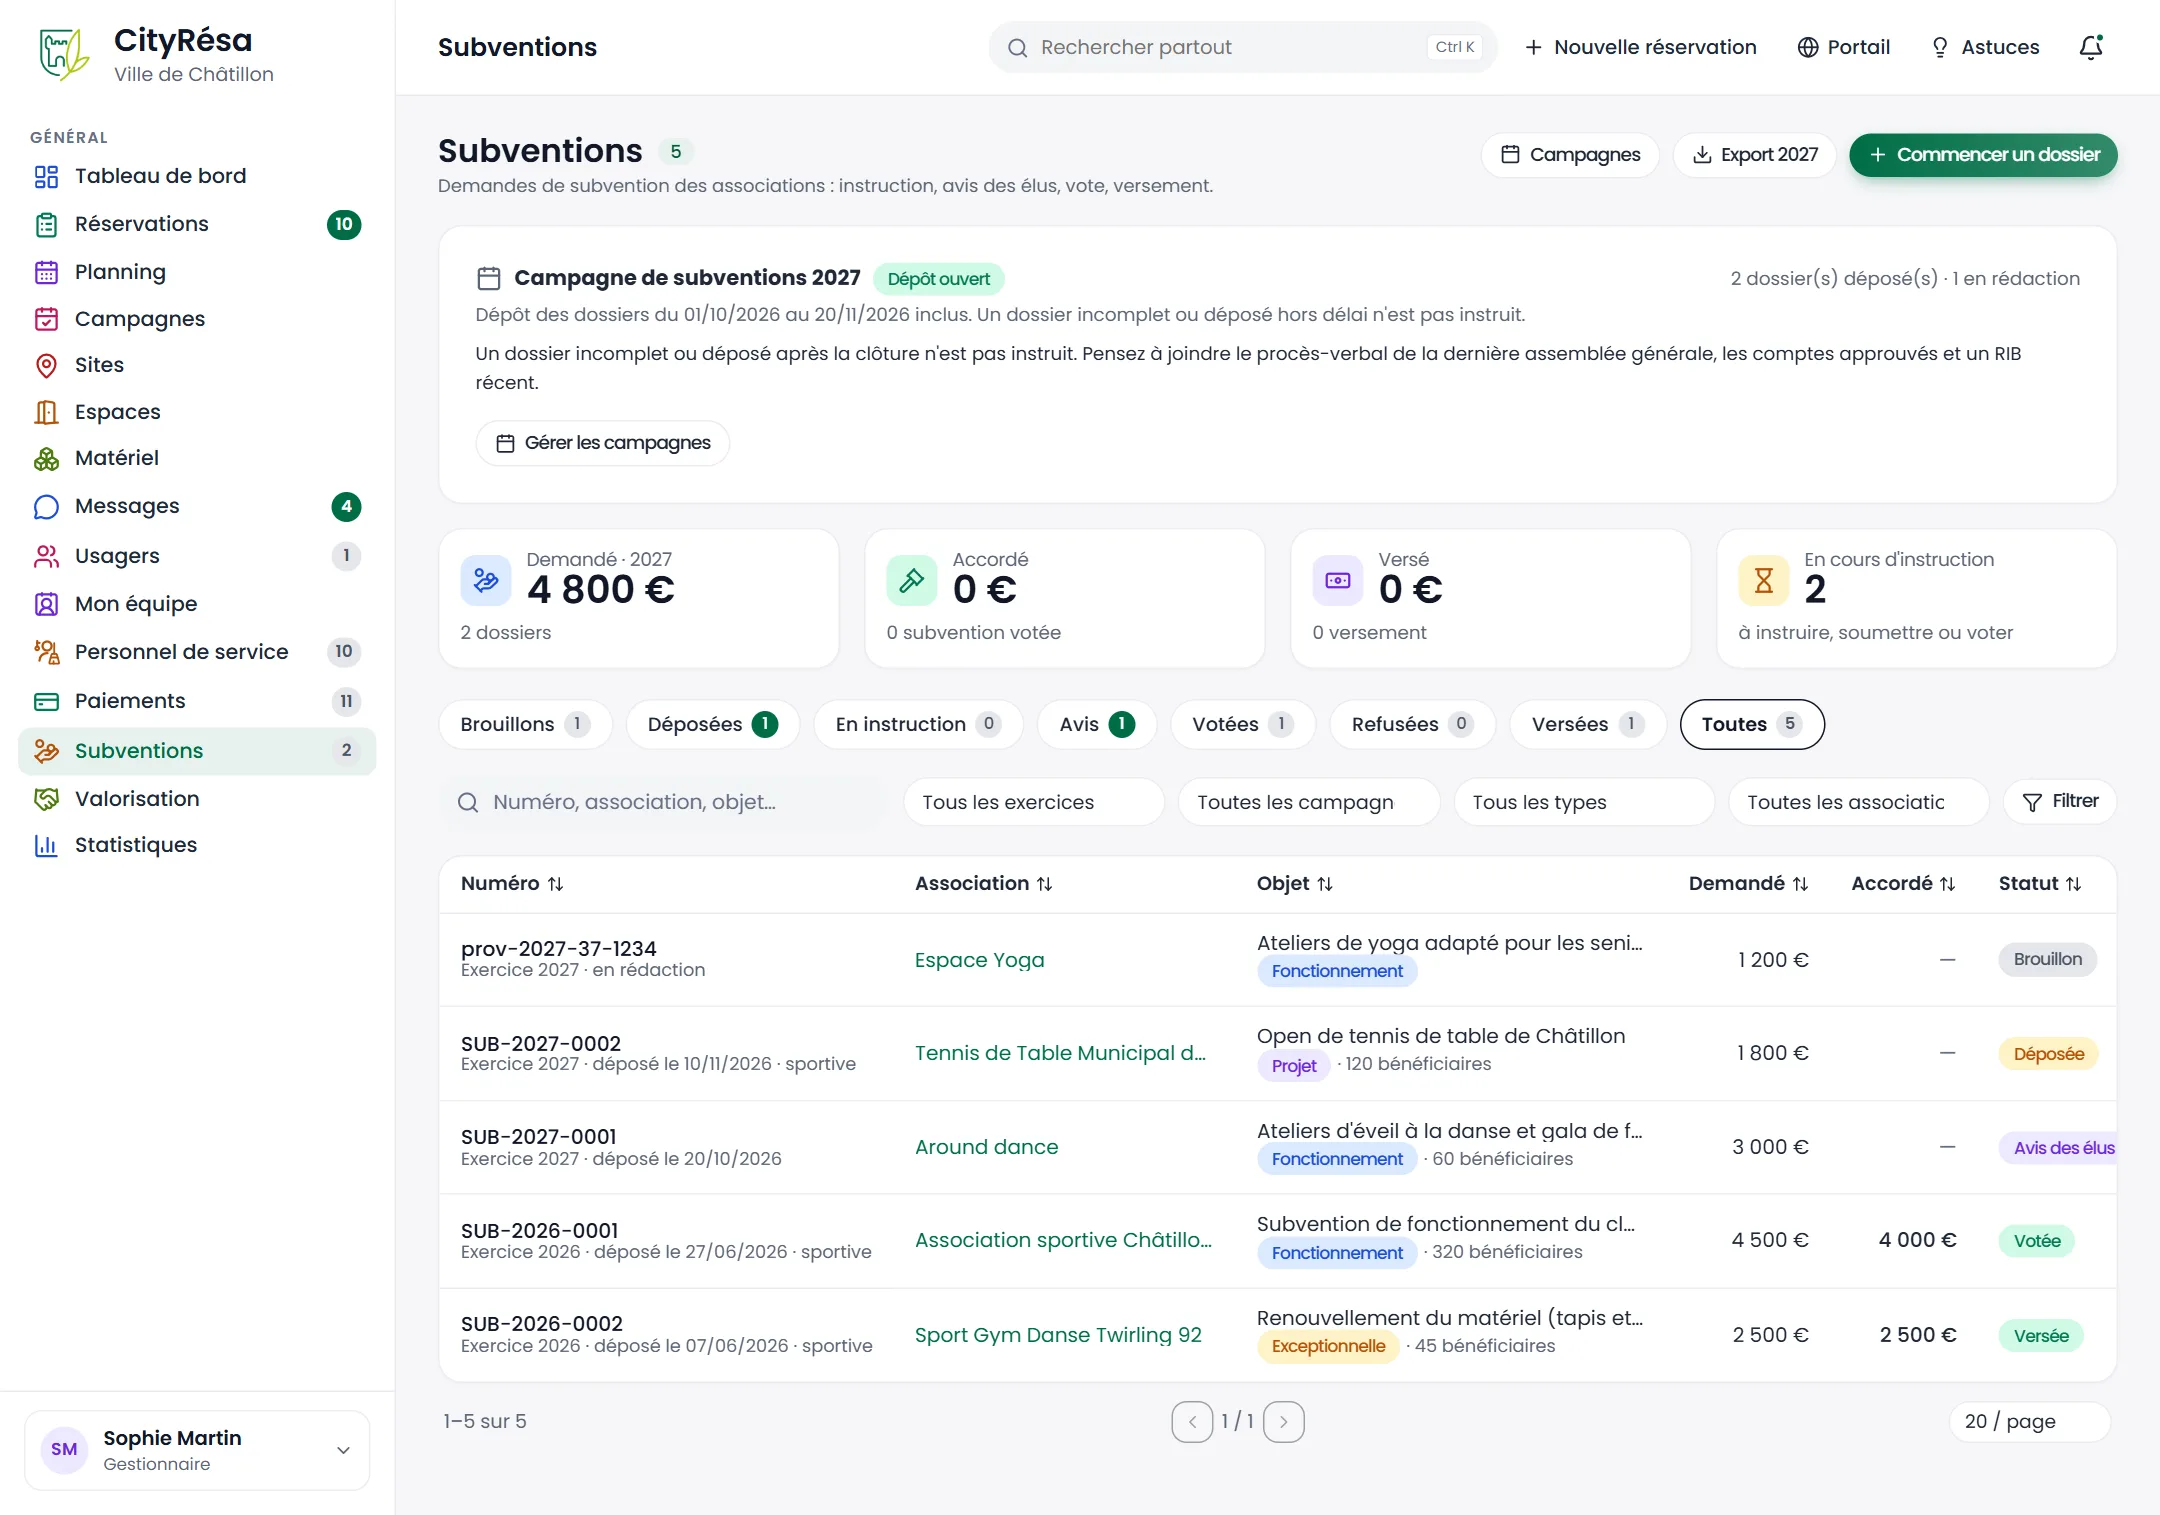 CityRésa
Ville de Châtillon
GÉNÉRAL
Tableau de bord
Réservations 10
Planning
Campagnes
Sites
Espaces
Matériel
Messages 4
Usagers 1
Mon équipe
Personnel de service 10
Paiements 11
Subventions 2
Valorisation
Statistiques
SM
Sophie Martin
Gestionnaire
Subventions
Rechercher partout Ctrl K
Nouvelle réservation
Portail
Astuces
Subventions 5
Demandes de subvention des associations : instruction, avis des élus, vote, versement.
Campagnes
Export 2027
Commencer un dossier
Campagne de subventions 2027 Dépôt ouvert
2 dossier(s) déposé(s) · 1 en rédaction
Dépôt des dossiers du 01/10/2026 au 20/11/2026 inclus. Un dossier incomplet ou déposé hors délai n'est pas instruit.
Un dossier incomplet ou déposé après la clôture n'est pas instruit. Pensez à joindre le procès-verbal de la dernière assemblée générale, les comptes approuvés et un RIB
récent.
Gérer les campagnes
Demandé · 2027
4 800 €
2 dossiers
Accordé
0 €
0 subvention votée
Versé
0 €
0 versement
En cours d'instruction
2
à instruire, soumettre ou voter
Brouillons 1
Déposées 1
En instruction 0
Avis 1
Votées 1
Refusées 0
Versées 1
Toutes 5
Numéro, association, objet...
Tous les exercices
Toutes les campagn
Tous les types
Toutes les associatic
Filtrer
Numéro Association Objet Demandé Accordé Statut
prov-2027-37-1234
Exercice 2027 · en rédaction
Espace Yoga
Ateliers de yoga adapté pour les seni...
Fonctionnement
1 200 €
—
Brouillon
SUB-2027-0002
Exercice 2027 · déposé le 10/11/2026 · sportive
Tennis de Table Municipal d...
Open de tennis de table de Châtillon
Projet · 120 bénéficiaires
1 800 €
—
Déposée
SUB-2027-0001
Exercice 2027 · déposé le 20/10/2026
Around dance
Ateliers d'éveil à la danse et gala de f...
Fonctionnement · 60 bénéficiaires
3 000 €
—
Avis des élus
SUB-2026-0001
Exercice 2026 · déposé le 27/06/2026 · sportive
Association sportive Châtillo...
Subvention de fonctionnement du cl...
Fonctionnement · 320 bénéficiaires
4 500 €
4 000 €
Votée
SUB-2026-0002
Exercice 2026 · déposé le 07/06/2026 · sportive
Sport Gym Danse Twirling 92
Renouvellement du matériel (tapis et...
Exceptionnelle · 45 bénéficiaires
2 500 €
2 500 €
Versée
1–5 sur 5
1 / 1
20 / page